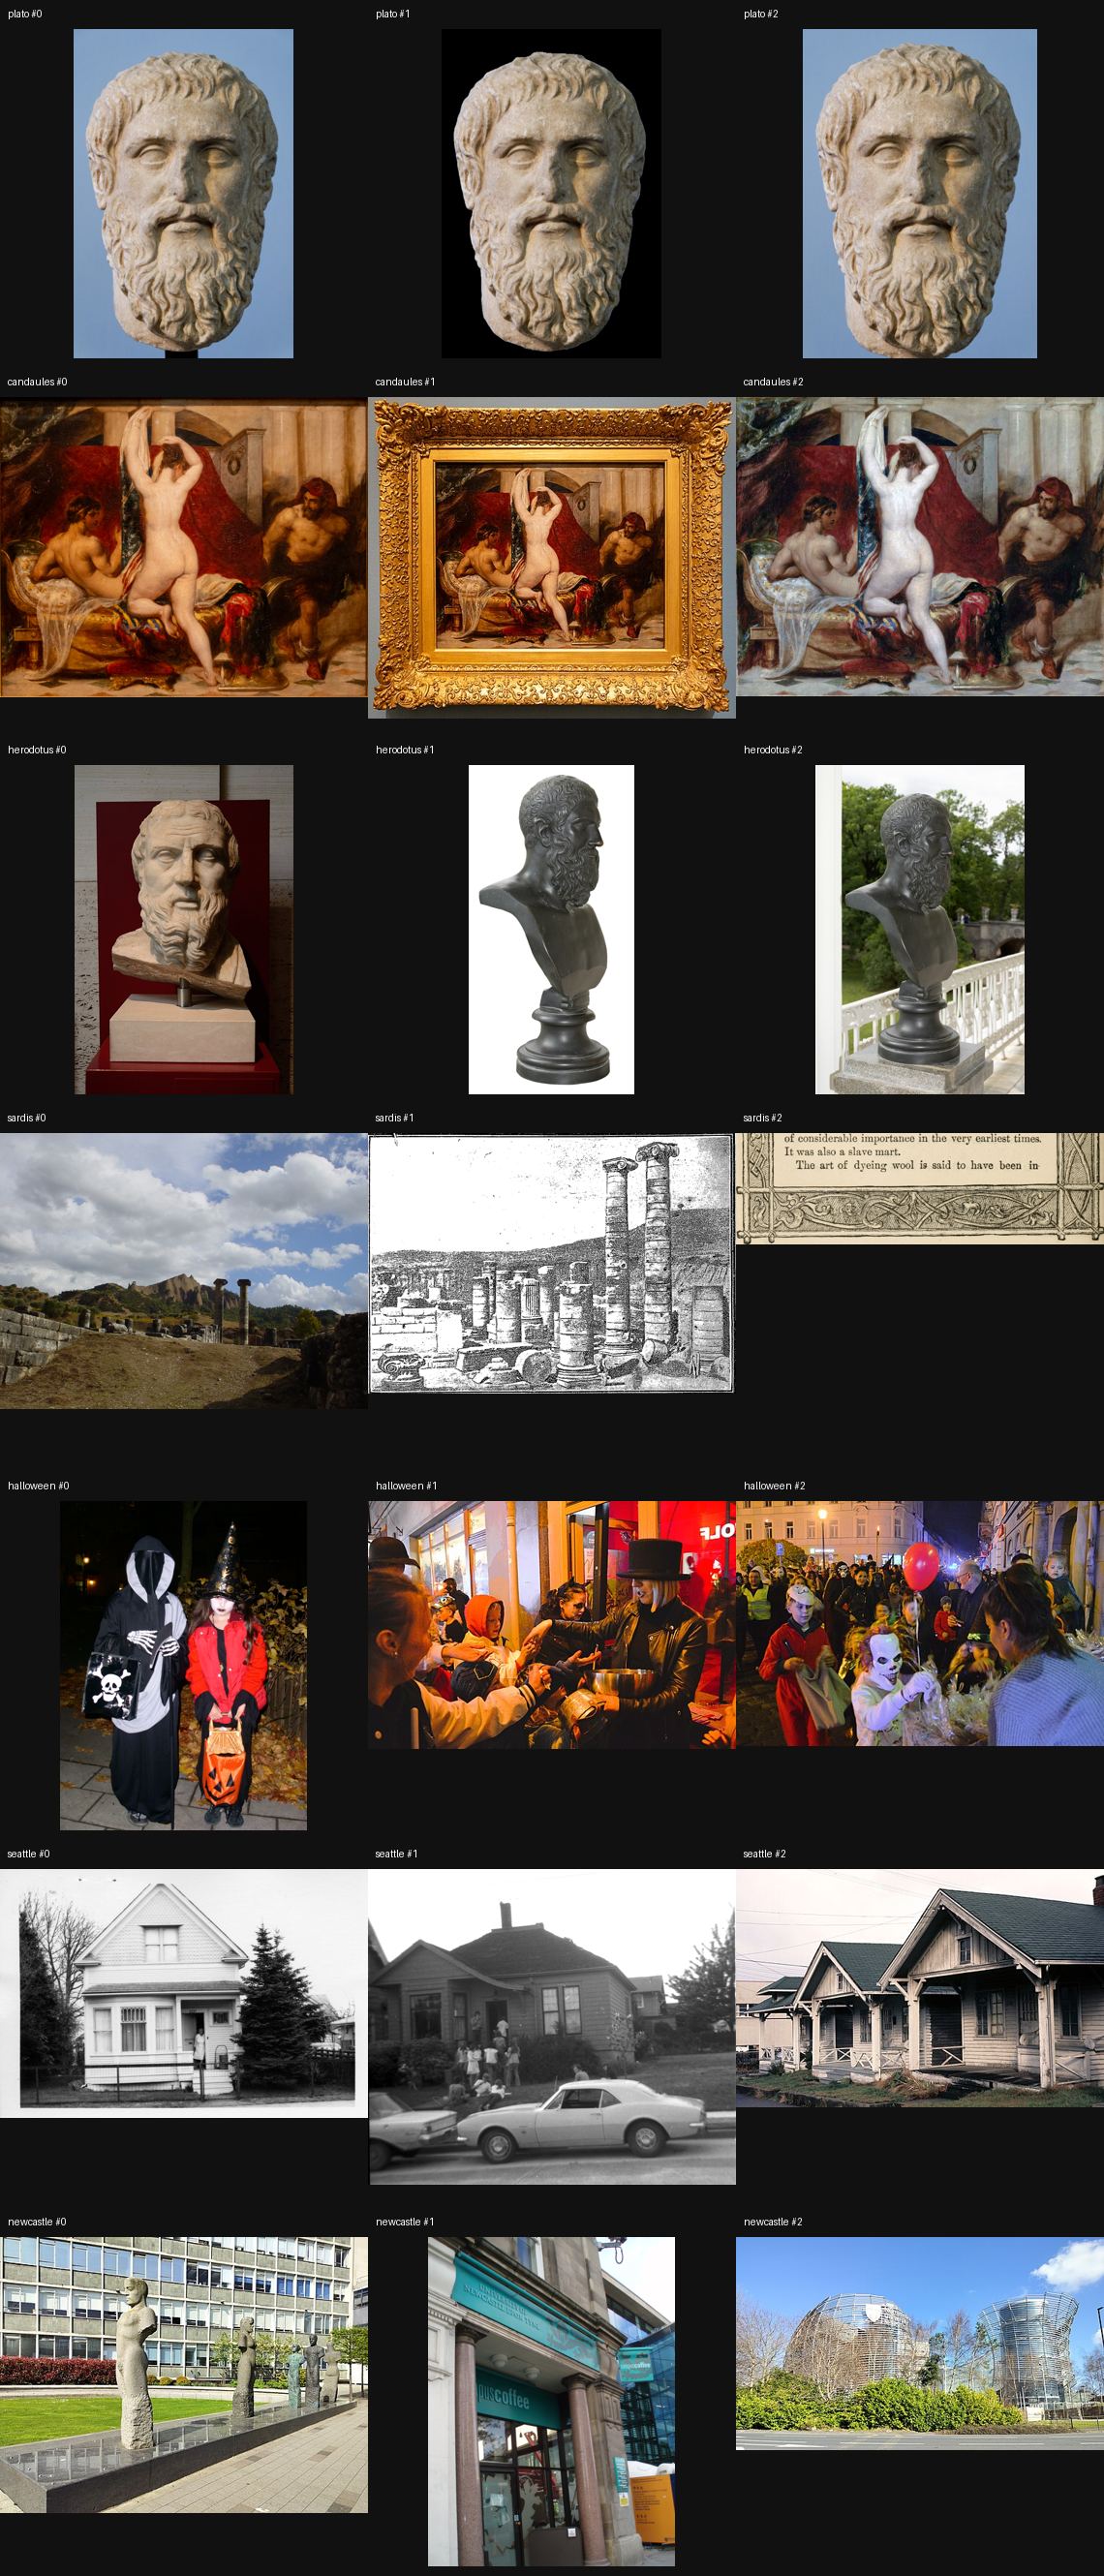 plato #0
plato #1
plato #2
candaules #0
candaules #1
candaules #2
herodotus #0
herodotus #1
herodotus #2
sardis #0
sardis #1
sardis #2
of considerable importance in the very earliest times.
It was also a slave mart.
The art of dyeing wool is said to have been in-
halloween #0
halloween #1
halloween #2
OLF
seattle #0
seattle #1
seattle #2
newcastle #0
newcastle #1
newcastle #2
puscoffee
coffee